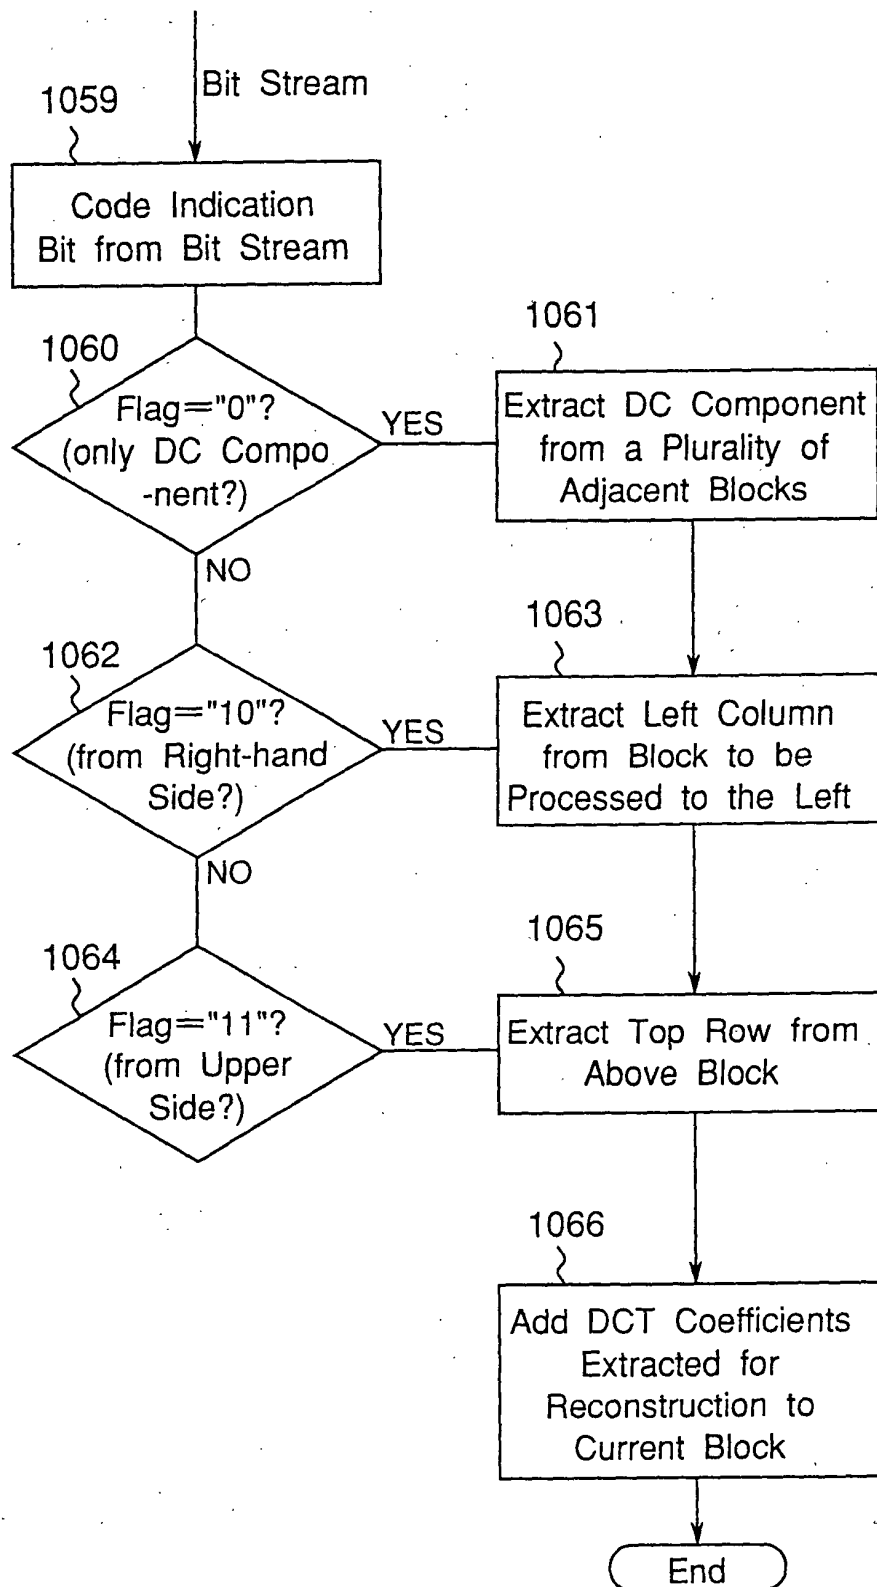 Bit Stream
1059
Code Indication
Bit from Bit Stream
1060
Flag="0"?
(only DC Compo
-nent?)
YES
NO
1061
Extract DC Component
from a Plurality of
Adjacent Blocks
1062
Flag="10"?
(from Right-hand
Side?)
YES
NO
1063
Extract Left Column
from Block to be
Processed to the Left
1064
Flag="11"?
(from Upper
Side?)
YES
1065
Extract Top Row from
Above Block
1066
Add DCT Coefficients
Extracted for
Reconstruction to
Current Block
End